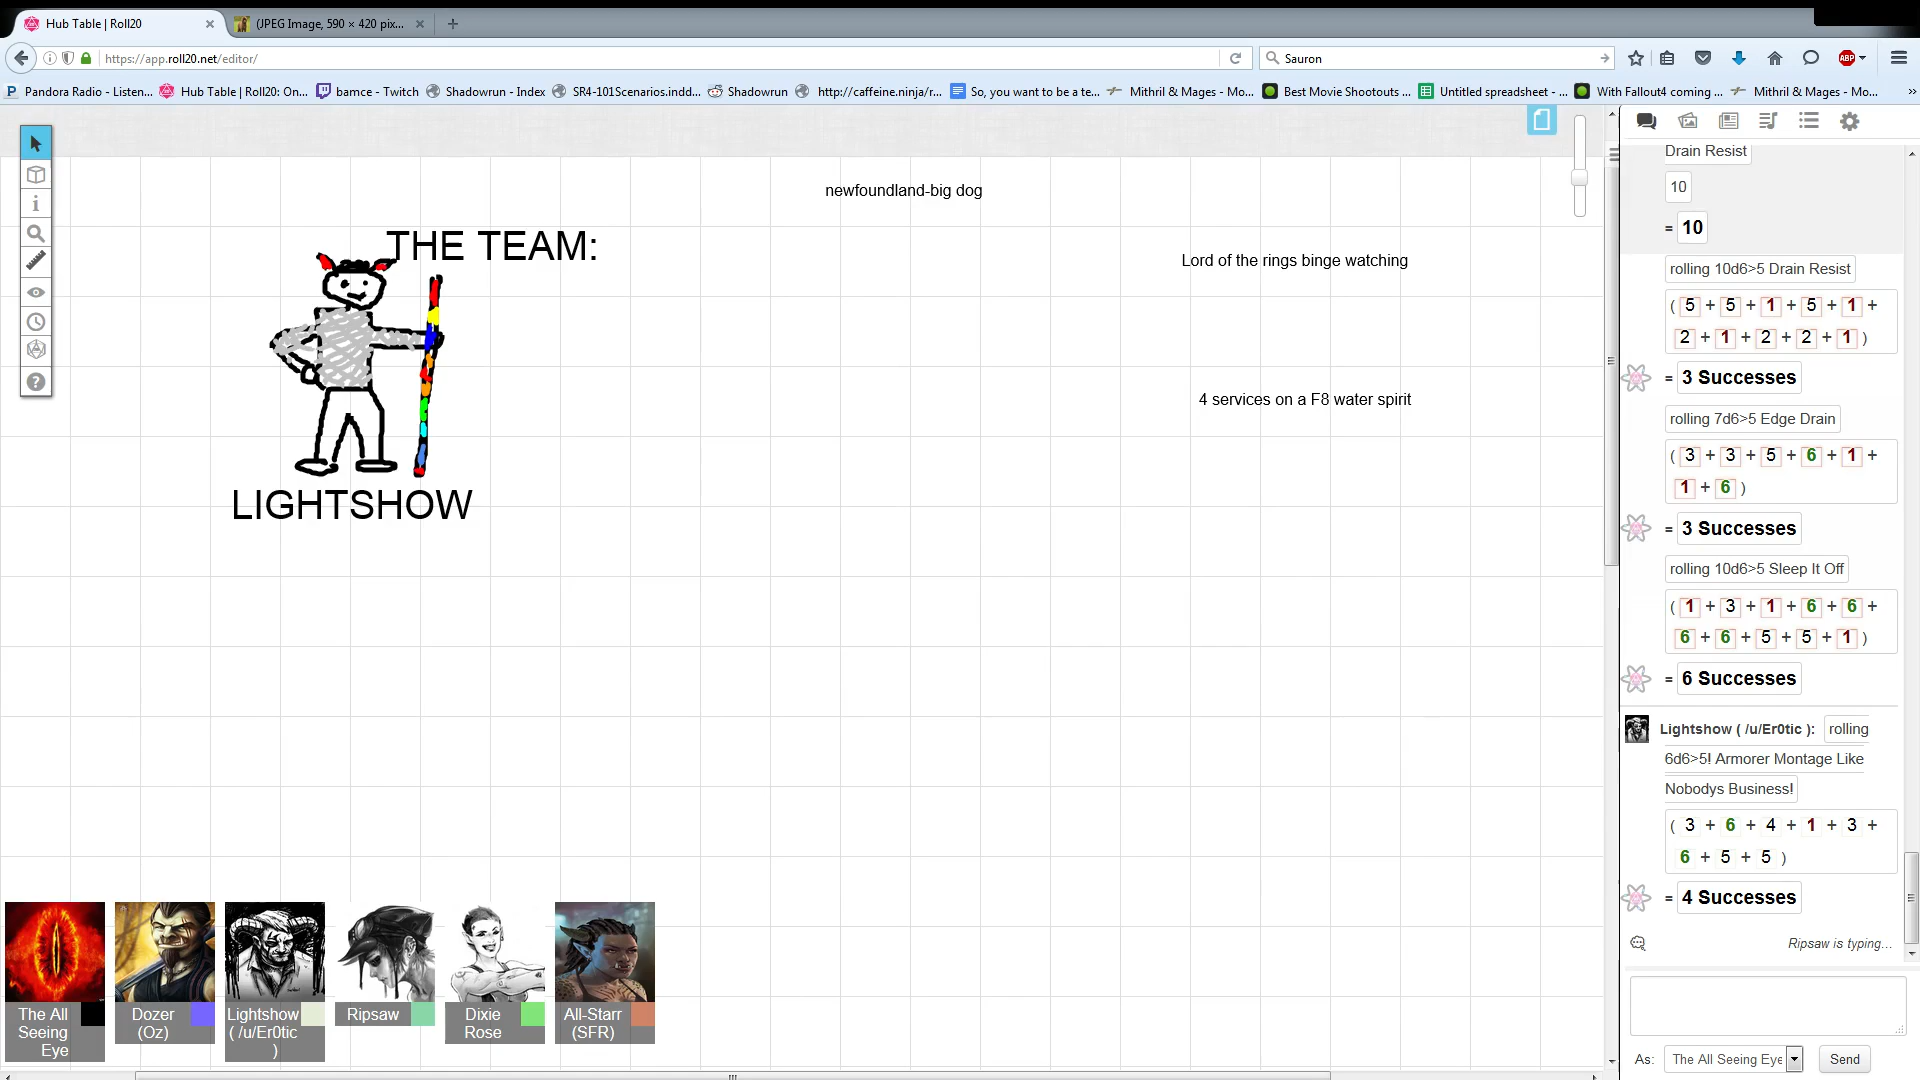 Hub Table | Roll20
(JPEG Image, 590 × 420 pix...
https://app.roll20.net/editor/
Sauron
ABP
Pandora Radio - Listen...
Hub Table | Roll20: On...
bamce - Twitch
Shadowrun - Index
SR4-101Scenarios.indd...
Shadowrun
http://caffeine.ninja/r...
So, you want to be a te...
Mithril & Mages - Mo...
Best Movie Shootouts ...
Untitled spreadsheet - ...
With Fallout4 coming ...
Mithril & Mages - Mo...
newfoundland-big dog
THE TEAM:
Lord of the rings binge watching
4 services on a F8 water spirit
LIGHTSHOW
The All
Seeing
Eye
Dozer
(Oz)
Lightshow
( /u/Er0tic
)
Ripsaw
Dixie
Rose
All-Starr
(SFR)
Drain Resist
10
= 10
rolling 10d6>5 Drain Resist
( 5 + 5 + 1 + 5 + 1 +
2 + 1 + 2 + 2 + 1 )
= 3 Successes
rolling 7d6>5 Edge Drain
( 3 + 3 + 5 + 6 + 1 +
1 + 6 )
= 3 Successes
rolling 10d6>5 Sleep It Off
( 1 + 3 + 1 + 6 + 6 +
6 + 6 + 5 + 5 + 1 )
= 6 Successes
Lightshow ( /u/Er0tic ): rolling
6d6>5! Armorer Montage Like
Nobodys Business!
( 3 + 6 + 4 + 1 + 3 +
6 + 5 + 5 )
= 4 Successes
Ripsaw is typing...
As: The All Seeing Eye
Send